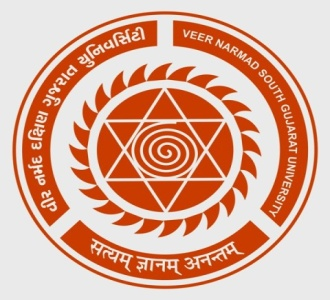 વીર નર્મદ દક્ષિણ ગુજરાત યુનિવર્સિટી
VEER NARMAD SOUTH GUJARAT UNIVERSITY
सत्यम् ज्ञानम् अनन्तम्